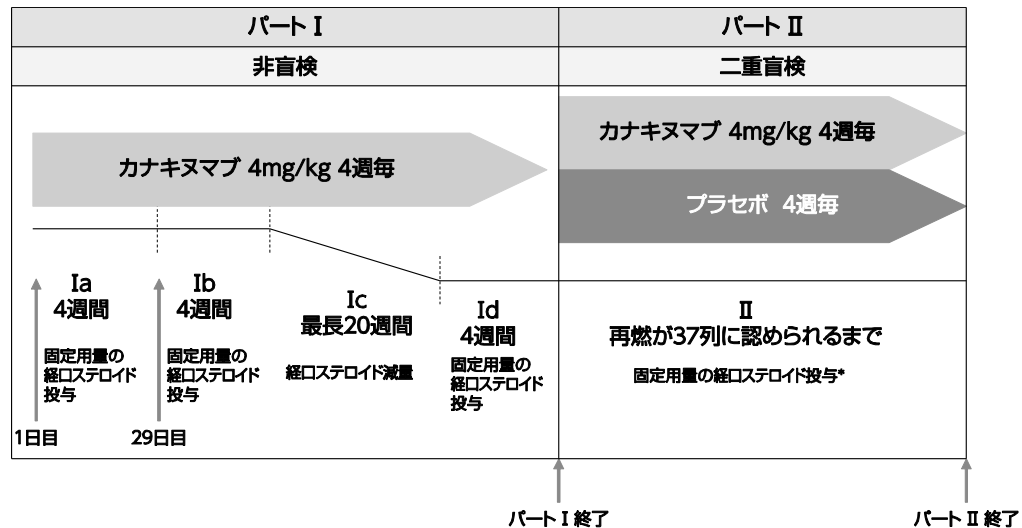 パート Ⅰ
パート Ⅱ
非盲検
二重盲検
カナキヌマブ 4mg/kg 4週毎
カナキヌマブ 4mg/kg 4週毎
プラセボ 4週毎
Ⅰa
4週間
固定用量の
経口ステロイド
投与
Ⅰb
4週間
固定用量の
経口ステロイド
投与
Ⅰc
最長20週間
経口ステロイド減量
Ⅰd
4週間
固定用量の
経口ステロイド
投与
Ⅱ
再燃が37列に認められるまで
固定用量の経口ステロイド投与*
1日目
29日目
パート Ⅰ 終了
パート Ⅱ 終了